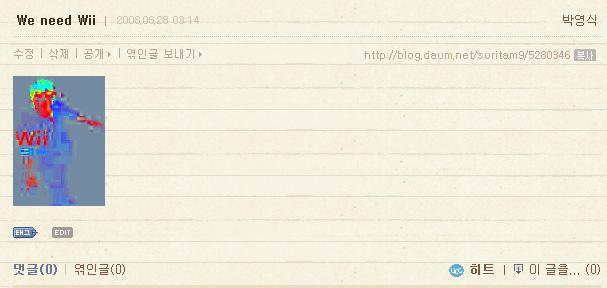 We need Wii | 2008.06.28 03:14 박영식
수정 | 삭제 | 공개 | 엮인글 보내기 http://blog.daum.net/suritam9/5280346 복사
Wii
태그 EDIT
댓글(0) | 엮인글(0) UCC 히트 | 이 글을... (0)